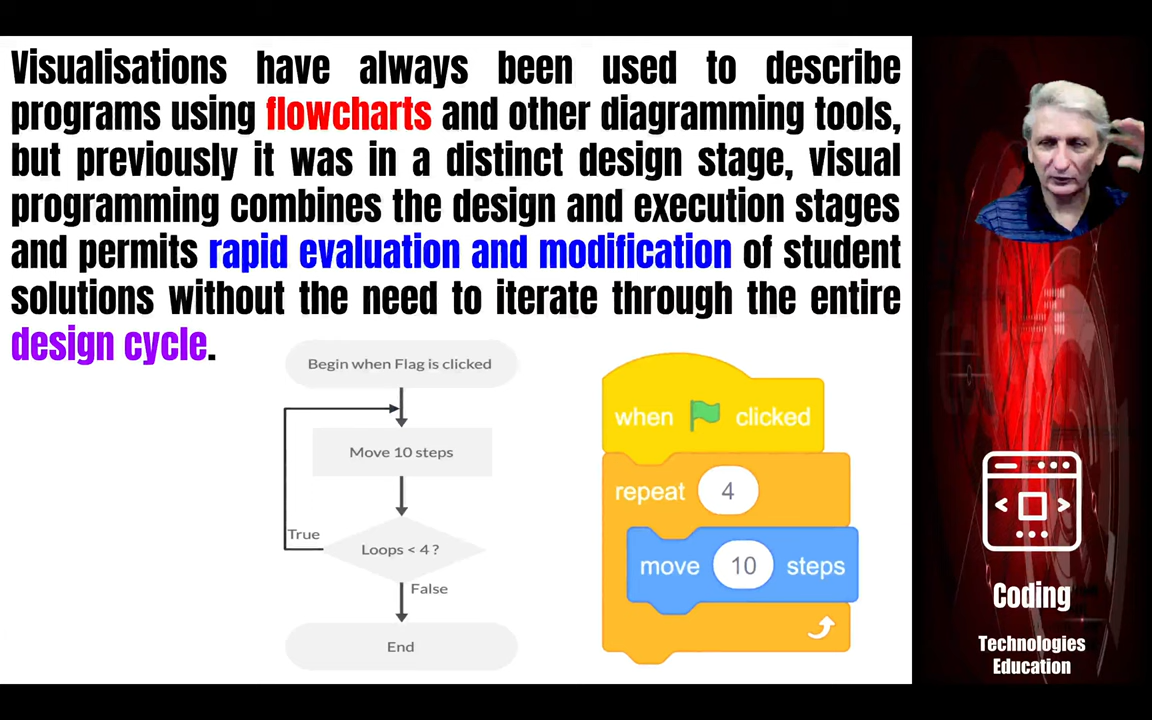 Visualisations have always been used to describe
programs using flowcharts and other diagramming tools,
but previously it was in a distinct design stage, visual
programming combines the design and execution stages
and permits rapid evaluation and modification of student
solutions without the need to iterate through the entire
design cycle.
Begin when Flag is clicked
Move 10 steps
True
Loops < 4 ?
False
End
when clicked
repeat 4
move 10 steps
Coding
Technologies
Education